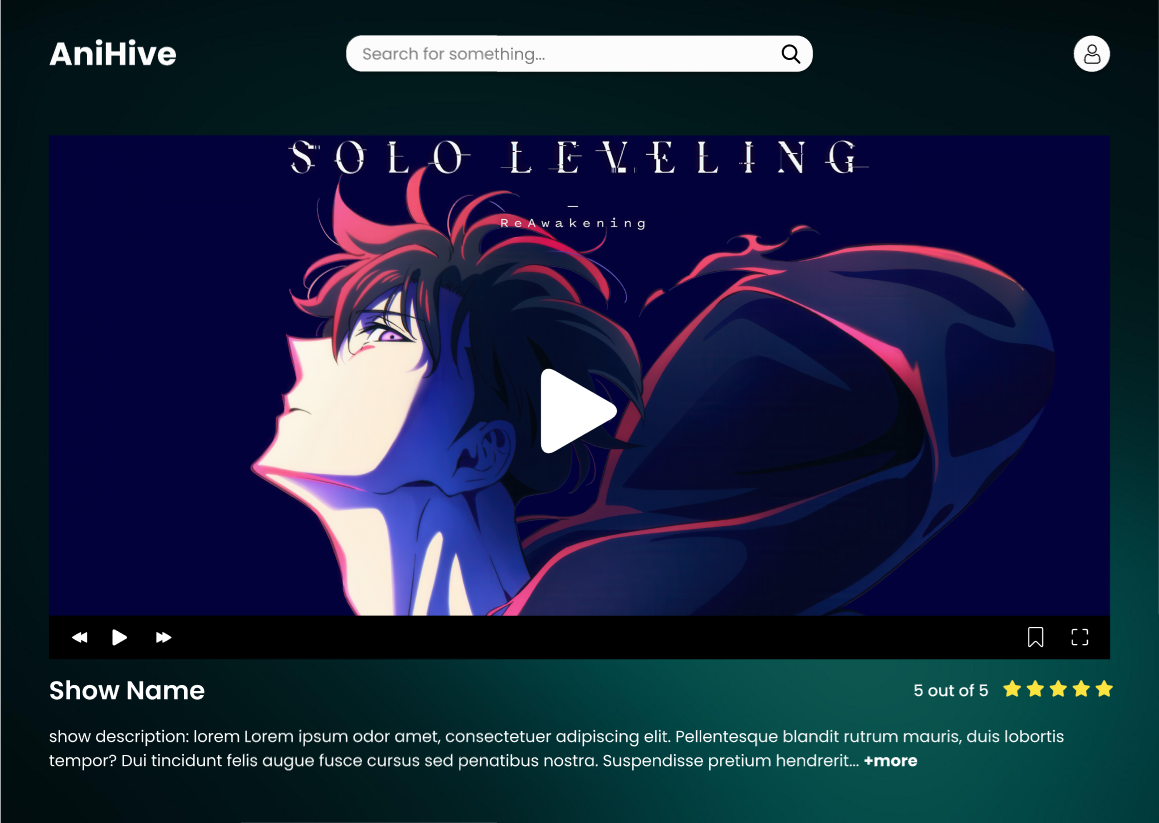 AniHive
Search for something...
SOLO LEVELING
ReAwakening
Show Name
5 out of 5
show description: lorem Lorem ipsum odor amet, consectetuer adipiscing elit. Pellentesque blandit rutrum mauris, duis lobortis
tempor? Dui tincidunt felis augue fusce cursus sed penatibus nostra. Suspendisse pretium hendrerit... +more